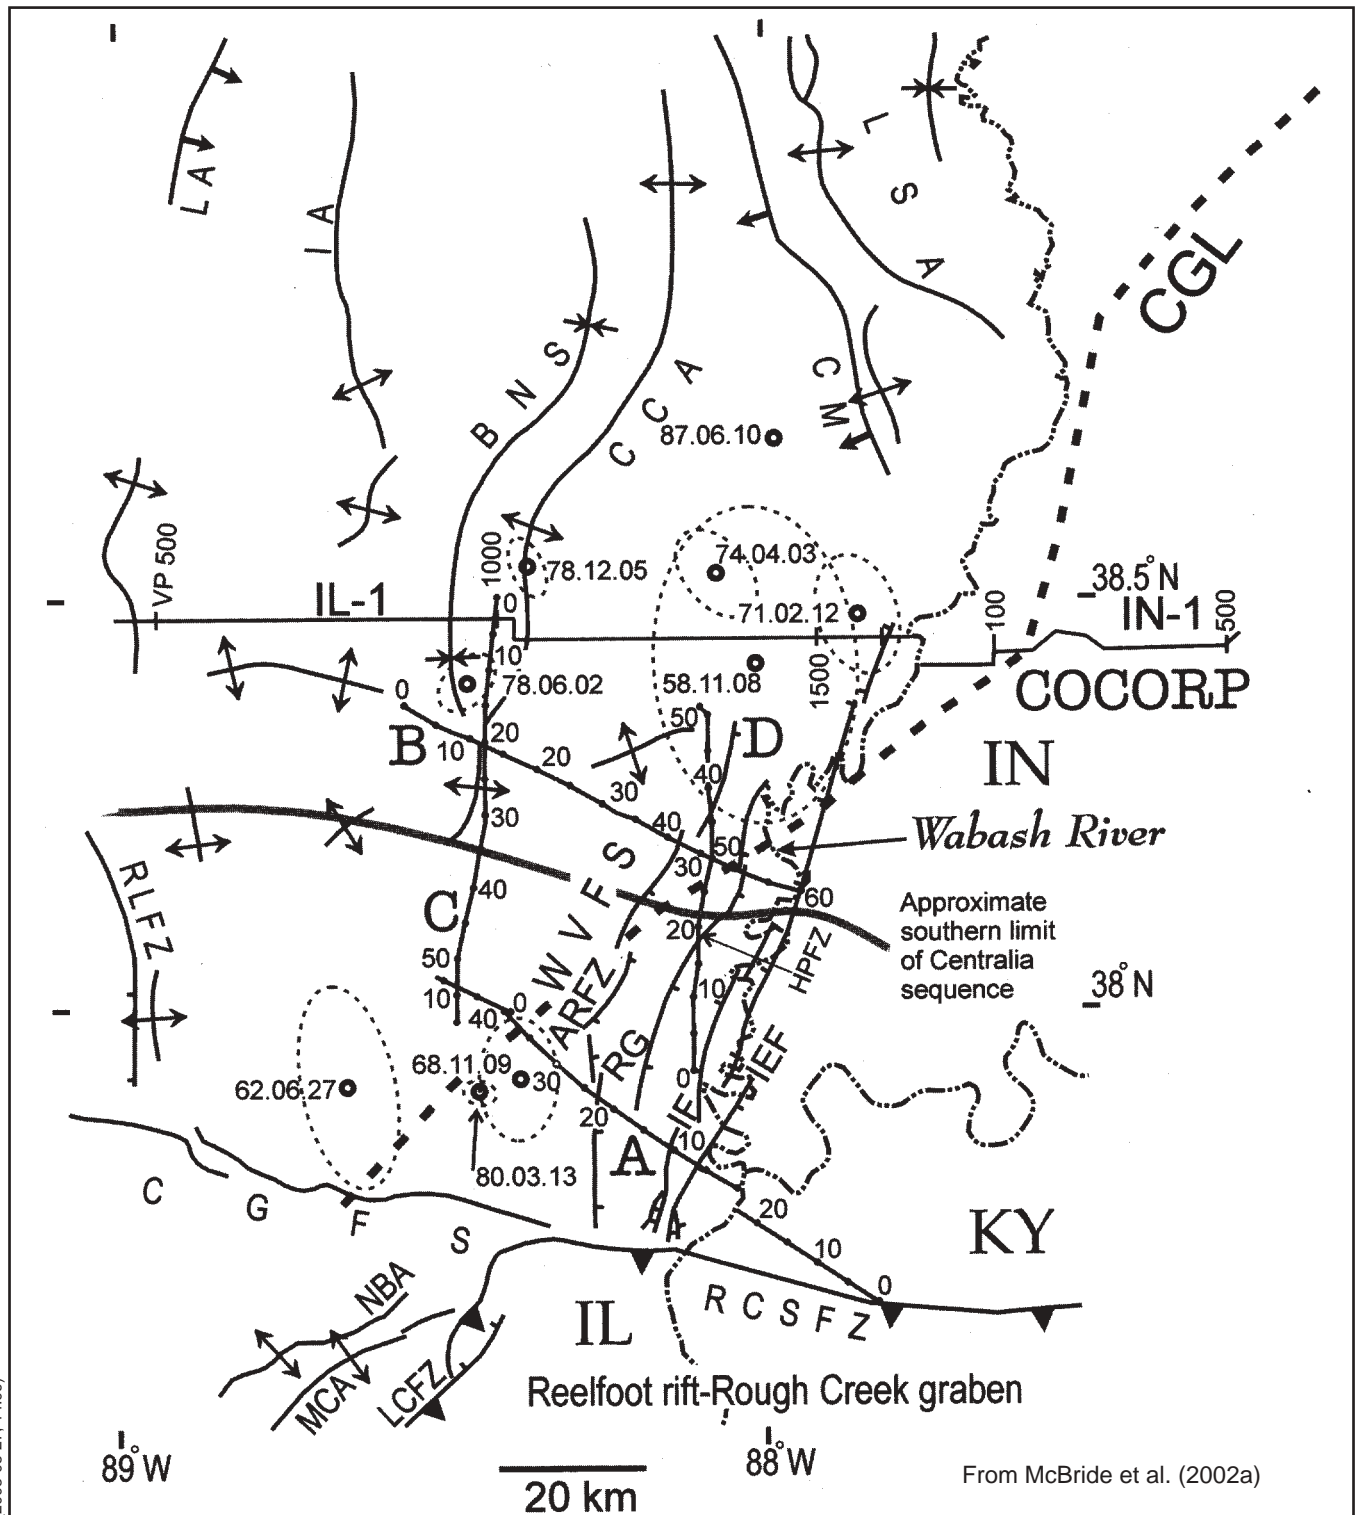 L A
I A
B N S
C C A
L S A
C M
CGL
87.06.10
VP 500
1000
78.12.05
74.04.03
71.02.12
38.5°N
IL-1
0
100
IN-1
500
10
78.06.02
58.11.08
1500
COCORP
0
50
B
10
20
20
D
IN
40
30
30
40
50
Wabash River
RLFZ
W V F S
30
C
40
60
Approximate
southern limit
of Centralia
sequence
20
HPFZ
50
10
0
10
38°N
40
ARFZ
RG
IEF
68.11.09
30
0
62.06.27
20
10
A
80.03.13
C G F S
20
KY
10
0
NBA
R C S F Z
IL
MCA
LCFZ
Reelfoot rift-Rough Creek graben
89°W
88°W
20 km
From McBride et al. (2002a)